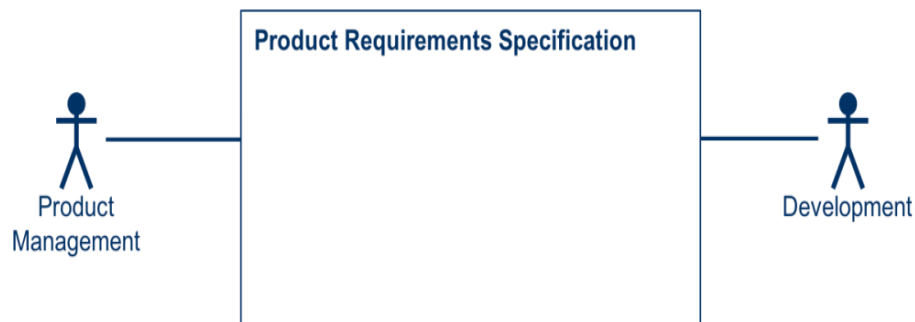 Product Requirements Specification
Product
Management
Development